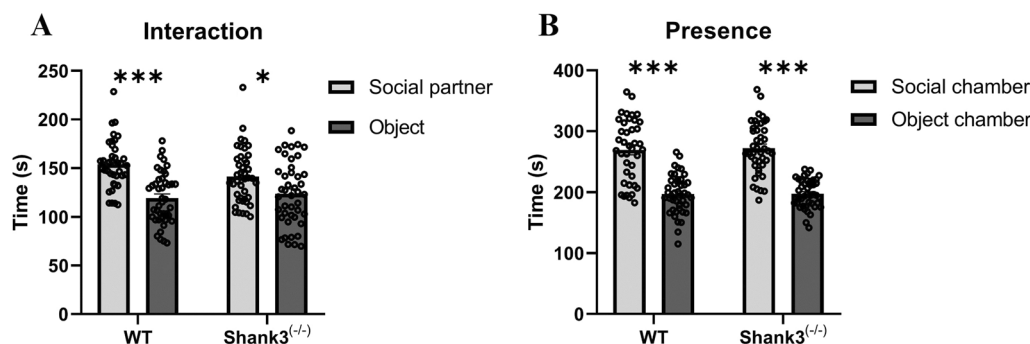 A
Interaction
***
*
250
200
150
100
50
0
Time (s)
WT
Shank3(-/-)
Social partner
Object
B
Presence
***
***
400
300
200
100
0
Time (s)
WT
Shank3(-/-)
Social chamber
Object chamber